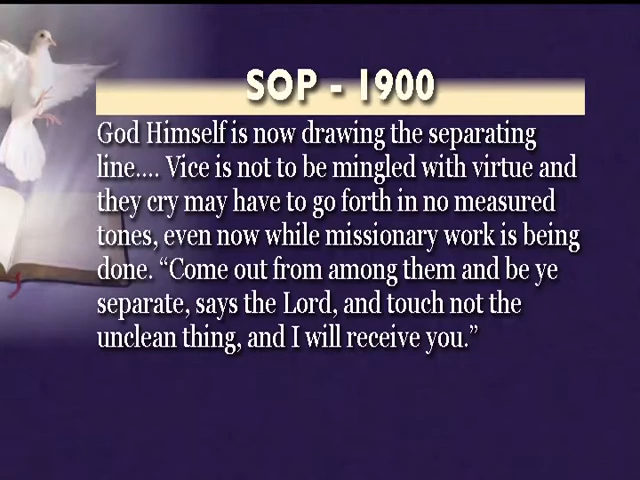 SOP - 1900
God Himself is now drawing the separating
line.... Vice is not to be mingled with virtue and
they cry may have to go forth in no measured
tones, even now while missionary work is being
done. “Come out from among them and be ye
separate, says the Lord, and touch not the
unclean thing, and I will receive you.”